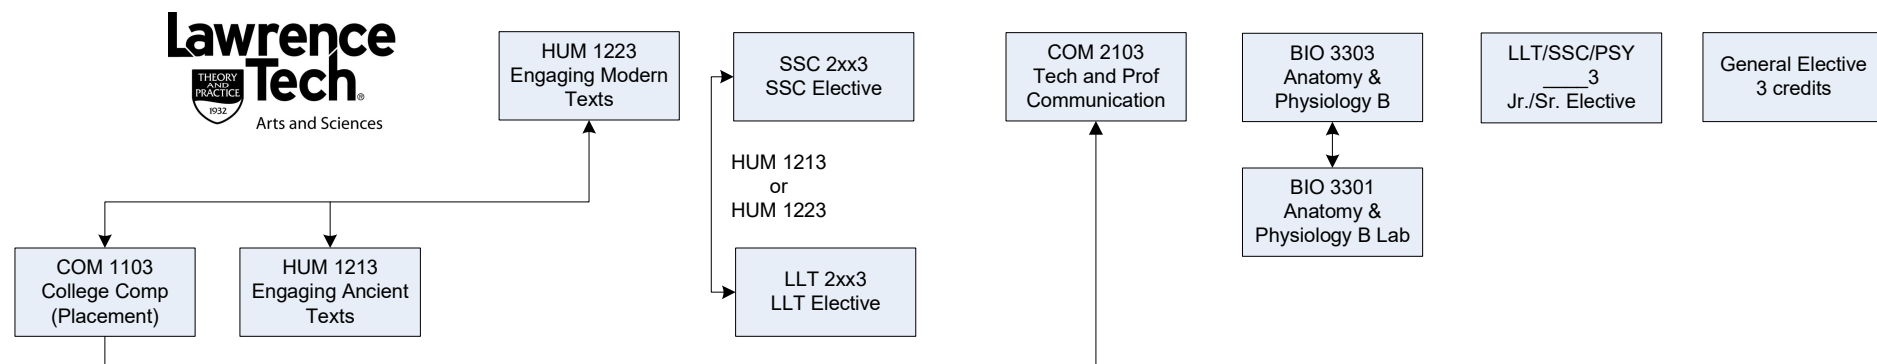 Lawrence
Tech®
THEORY
AND
PRACTICE
1932
Arts and Sciences
HUM 1223
Engaging Modern
Texts
SSC 2xx3
SSC Elective
COM 2103
Tech and Prof
Communication
BIO 3303
Anatomy &
Physiology B
LLT/SSC/PSY
____3
Jr./Sr. Elective
General Elective
3 credits
HUM 1213
or
HUM 1223
BIO 3301
Anatomy &
Physiology B Lab
COM 1103
College Comp
(Placement)
HUM 1213
Engaging Ancient
Texts
LLT 2xx3
LLT Elective